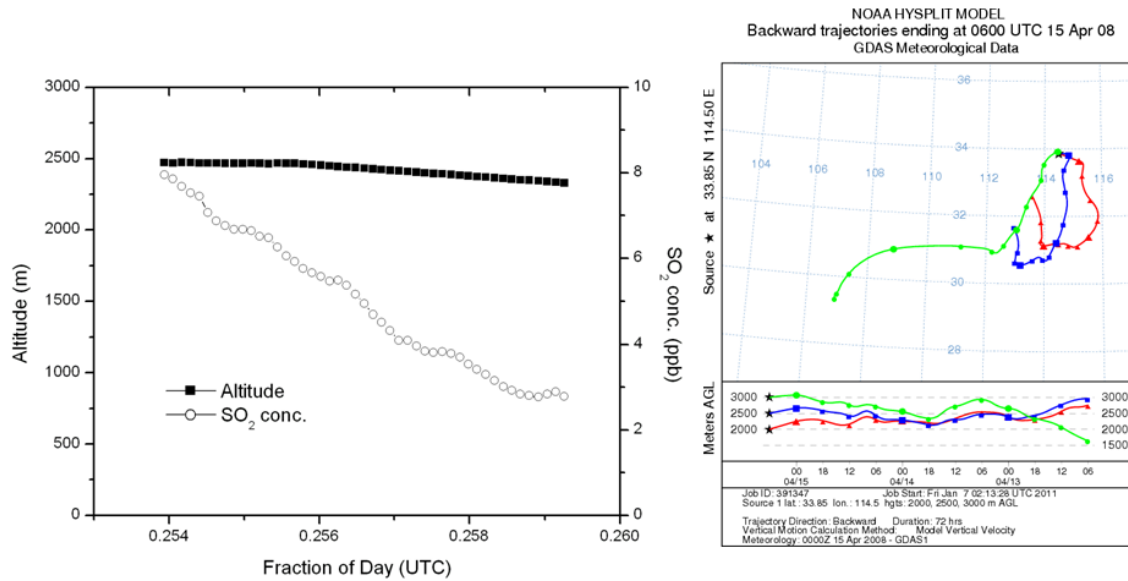 3000
2500
2000
1500
1000
500
0
Altitude (m)
10
8
6
4
2
0
SO2 conc. (ppb)
Altitude
SO2 conc.
0.254
0.256
0.258
0.260
Fraction of Day (UTC)
NOAA HYSPLIT MODEL
Backward trajectories ending at 0600 UTC 15 Apr 08
GDAS Meteorological Data
Source ★ at 33.85 N 114.50 E
36
34
104
106
108
110
112
114
116
32
30
28
Meters AGL
3000
2500
2000
3000
2500
2000
1500
00 18 12 06 00 18 12 06 00 18 12 06
04/15 04/14 04/13
Job ID: 391347 Job Start: Fri Jan 7 02:13:28 UTC 2011
Source 1 lat.: 33.85 lon.: 114.5 hgts: 2000, 2500, 3000 m AGL
Trajectory Direction: Backward Duration: 72 hrs
Vertical Motion Calculation Method: Model Vertical Velocity
Meteorology: 0000Z 15 Apr 2008 - GDAS1